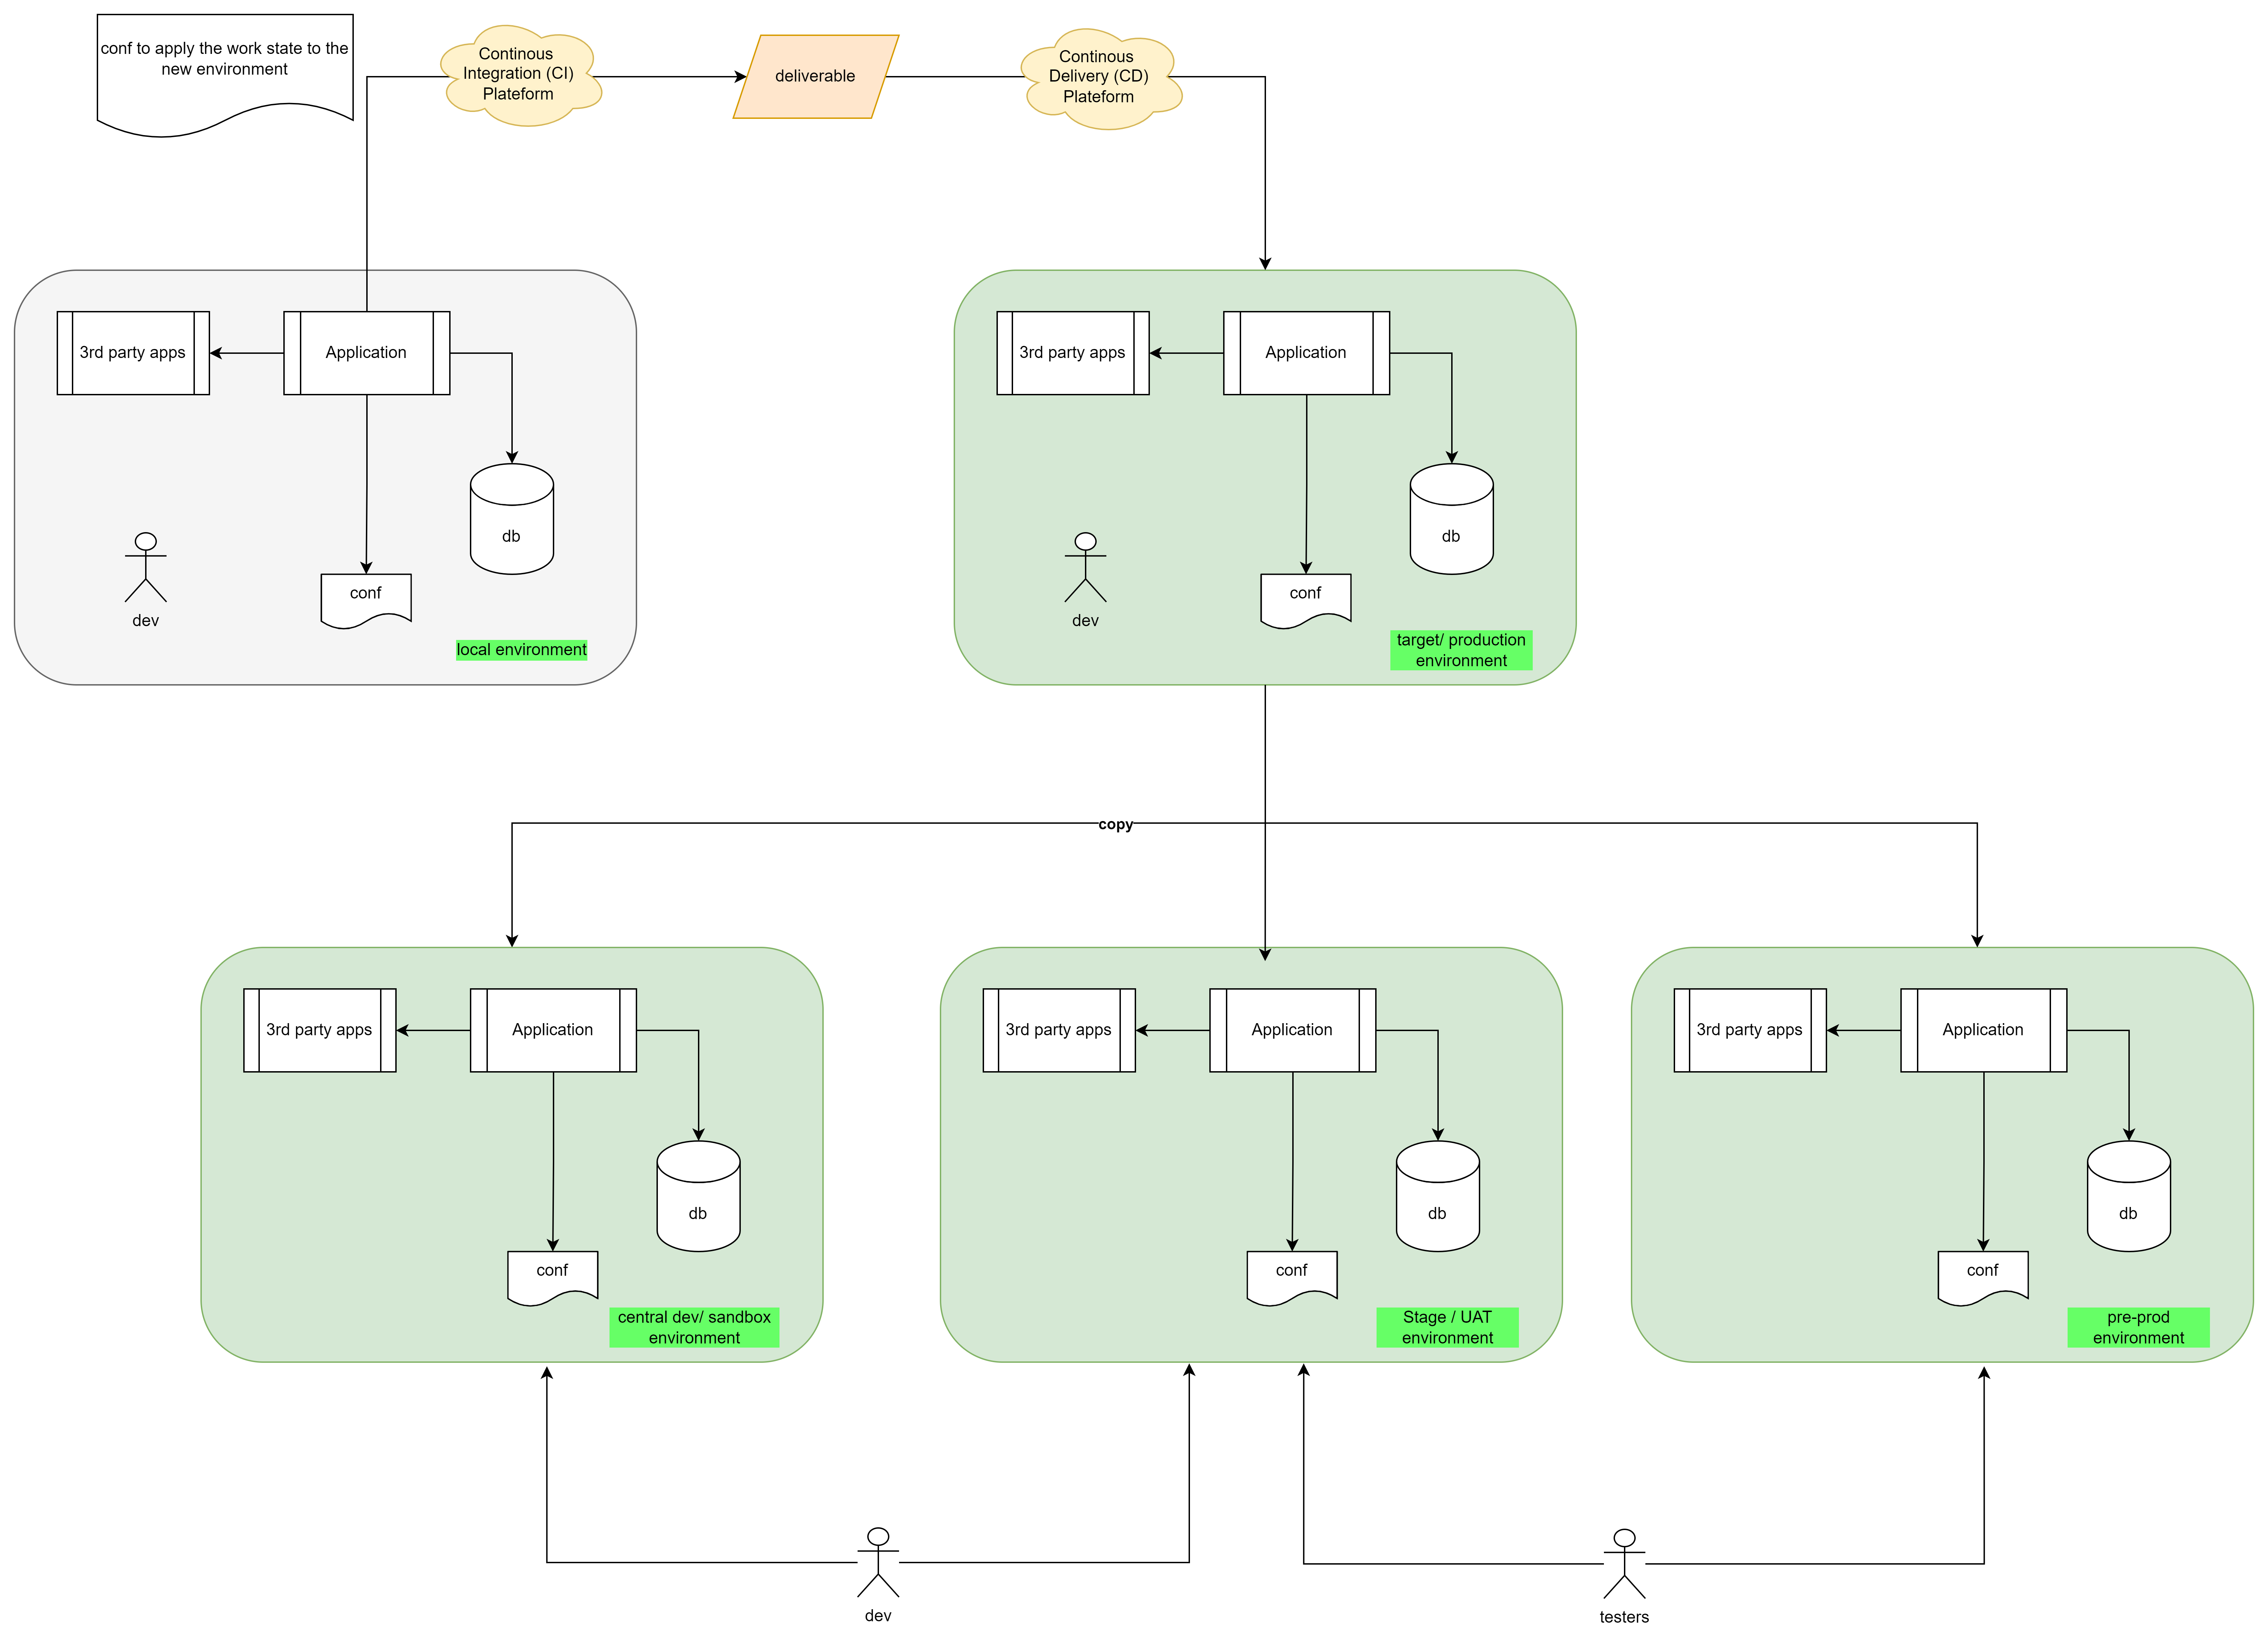 conf to apply the work state to the
new environment
Continous
Integration (CI)
Plateform
deliverable
Continous
Delivery (CD)
Plateform
3rd party apps
Application
db
dev
conf
local environment
3rd party apps
Application
db
dev
conf
target/ production
environment
copy
3rd party apps
Application
db
conf
central dev/ sandbox
environment
3rd party apps
Application
db
conf
Stage / UAT
environment
3rd party apps
Application
db
conf
pre-prod
environment
dev
testers